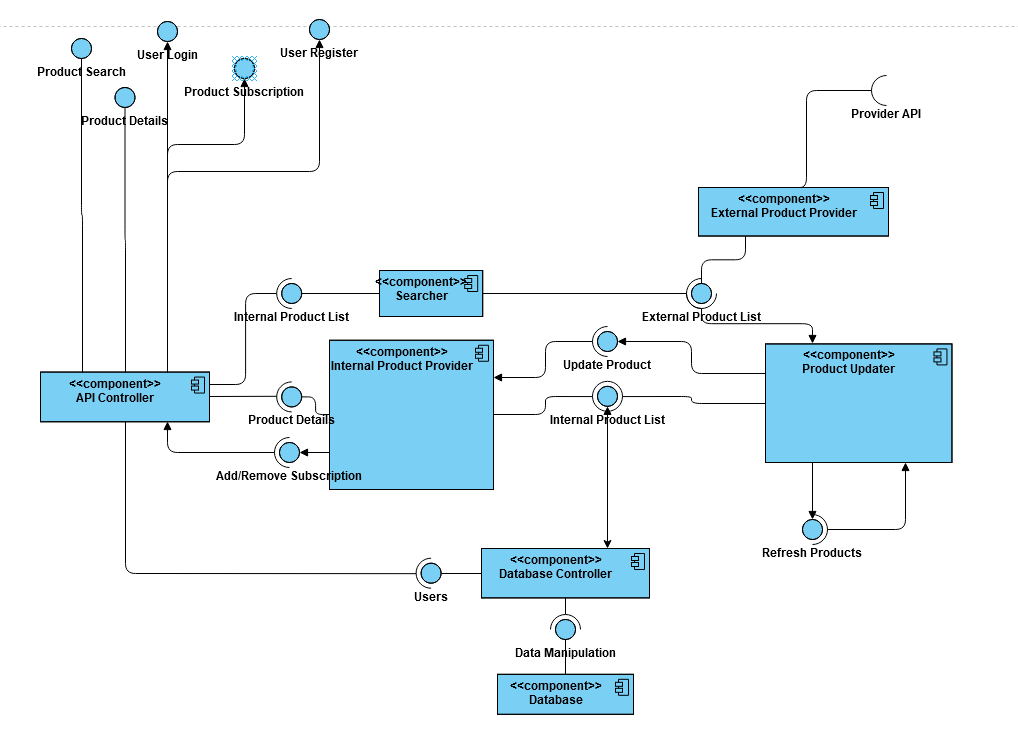 User Login
User Register
Product Search
Product Subscription
Product Details
Provider API
<<component>>
External Product Provider
<<component>>
Searcher
Internal Product List
External Product List
<<component>>
Internal Product Provider
Update Product
<<component>>
Product Updater
<<component>>
API Controller
Product Details
Internal Product List
Add/Remove Subscription
Refresh Products
<<component>>
Database Controller
Users
Data Manipulation
<<component>>
Database